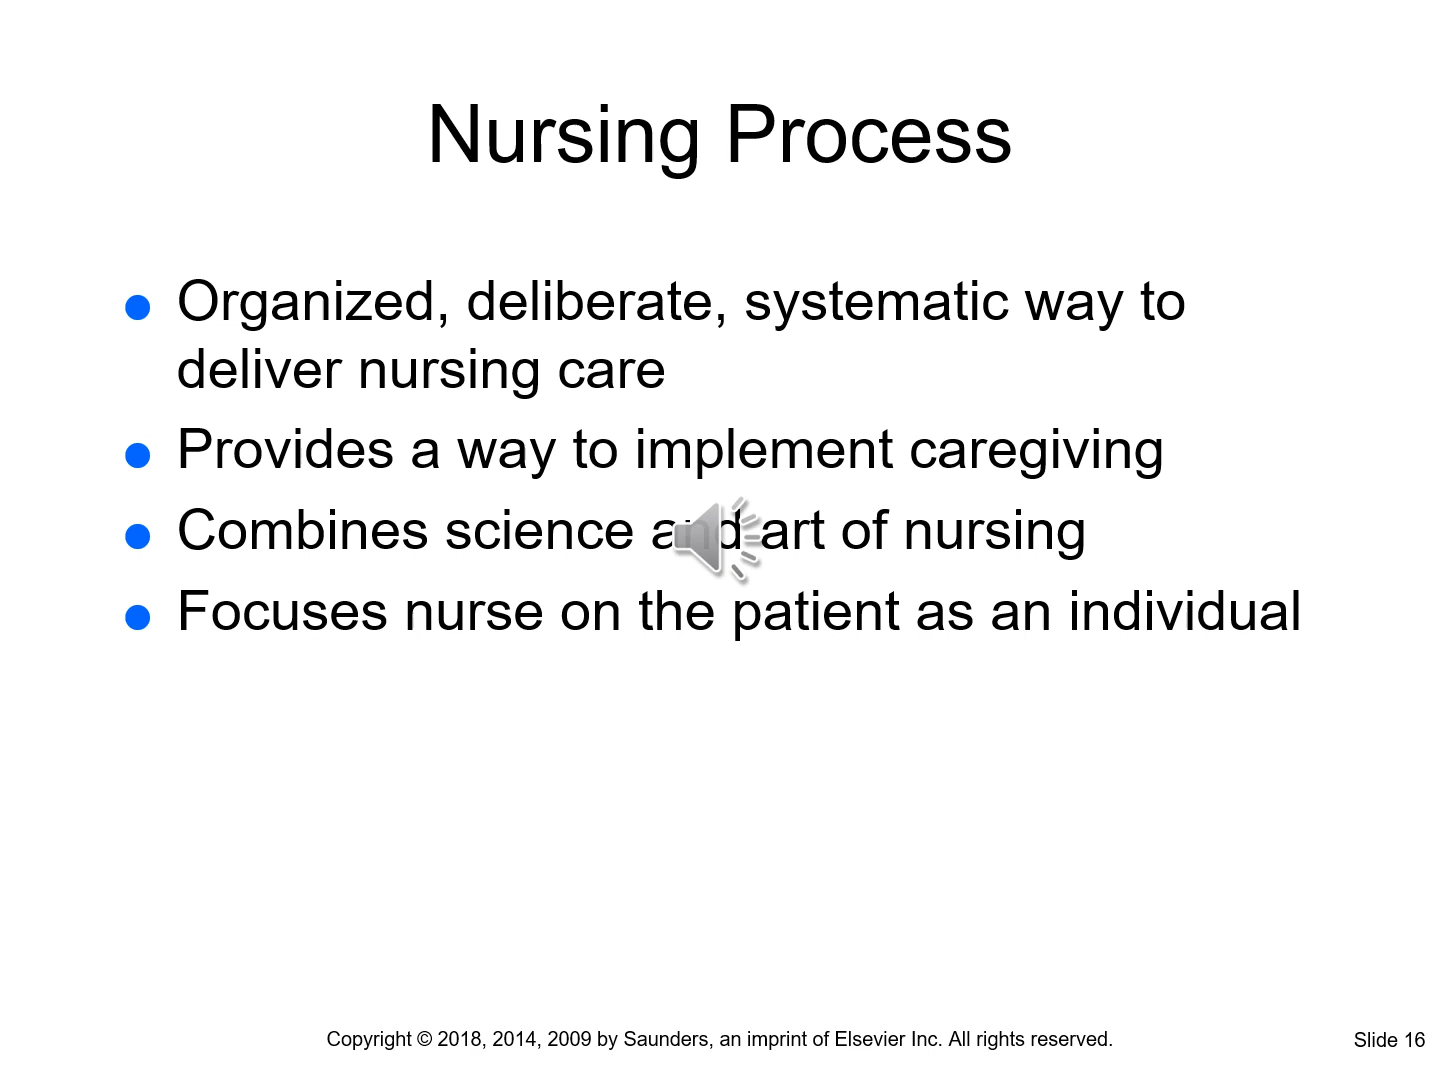 Nursing Process
● Organized, deliberate, systematic way to
deliver nursing care
● Provides a way to implement caregiving
● Combines science and art of nursing
● Focuses nurse on the patient as an individual
Copyright © 2018, 2014, 2009 by Saunders, an imprint of Elsevier Inc. All rights reserved.
Slide 16